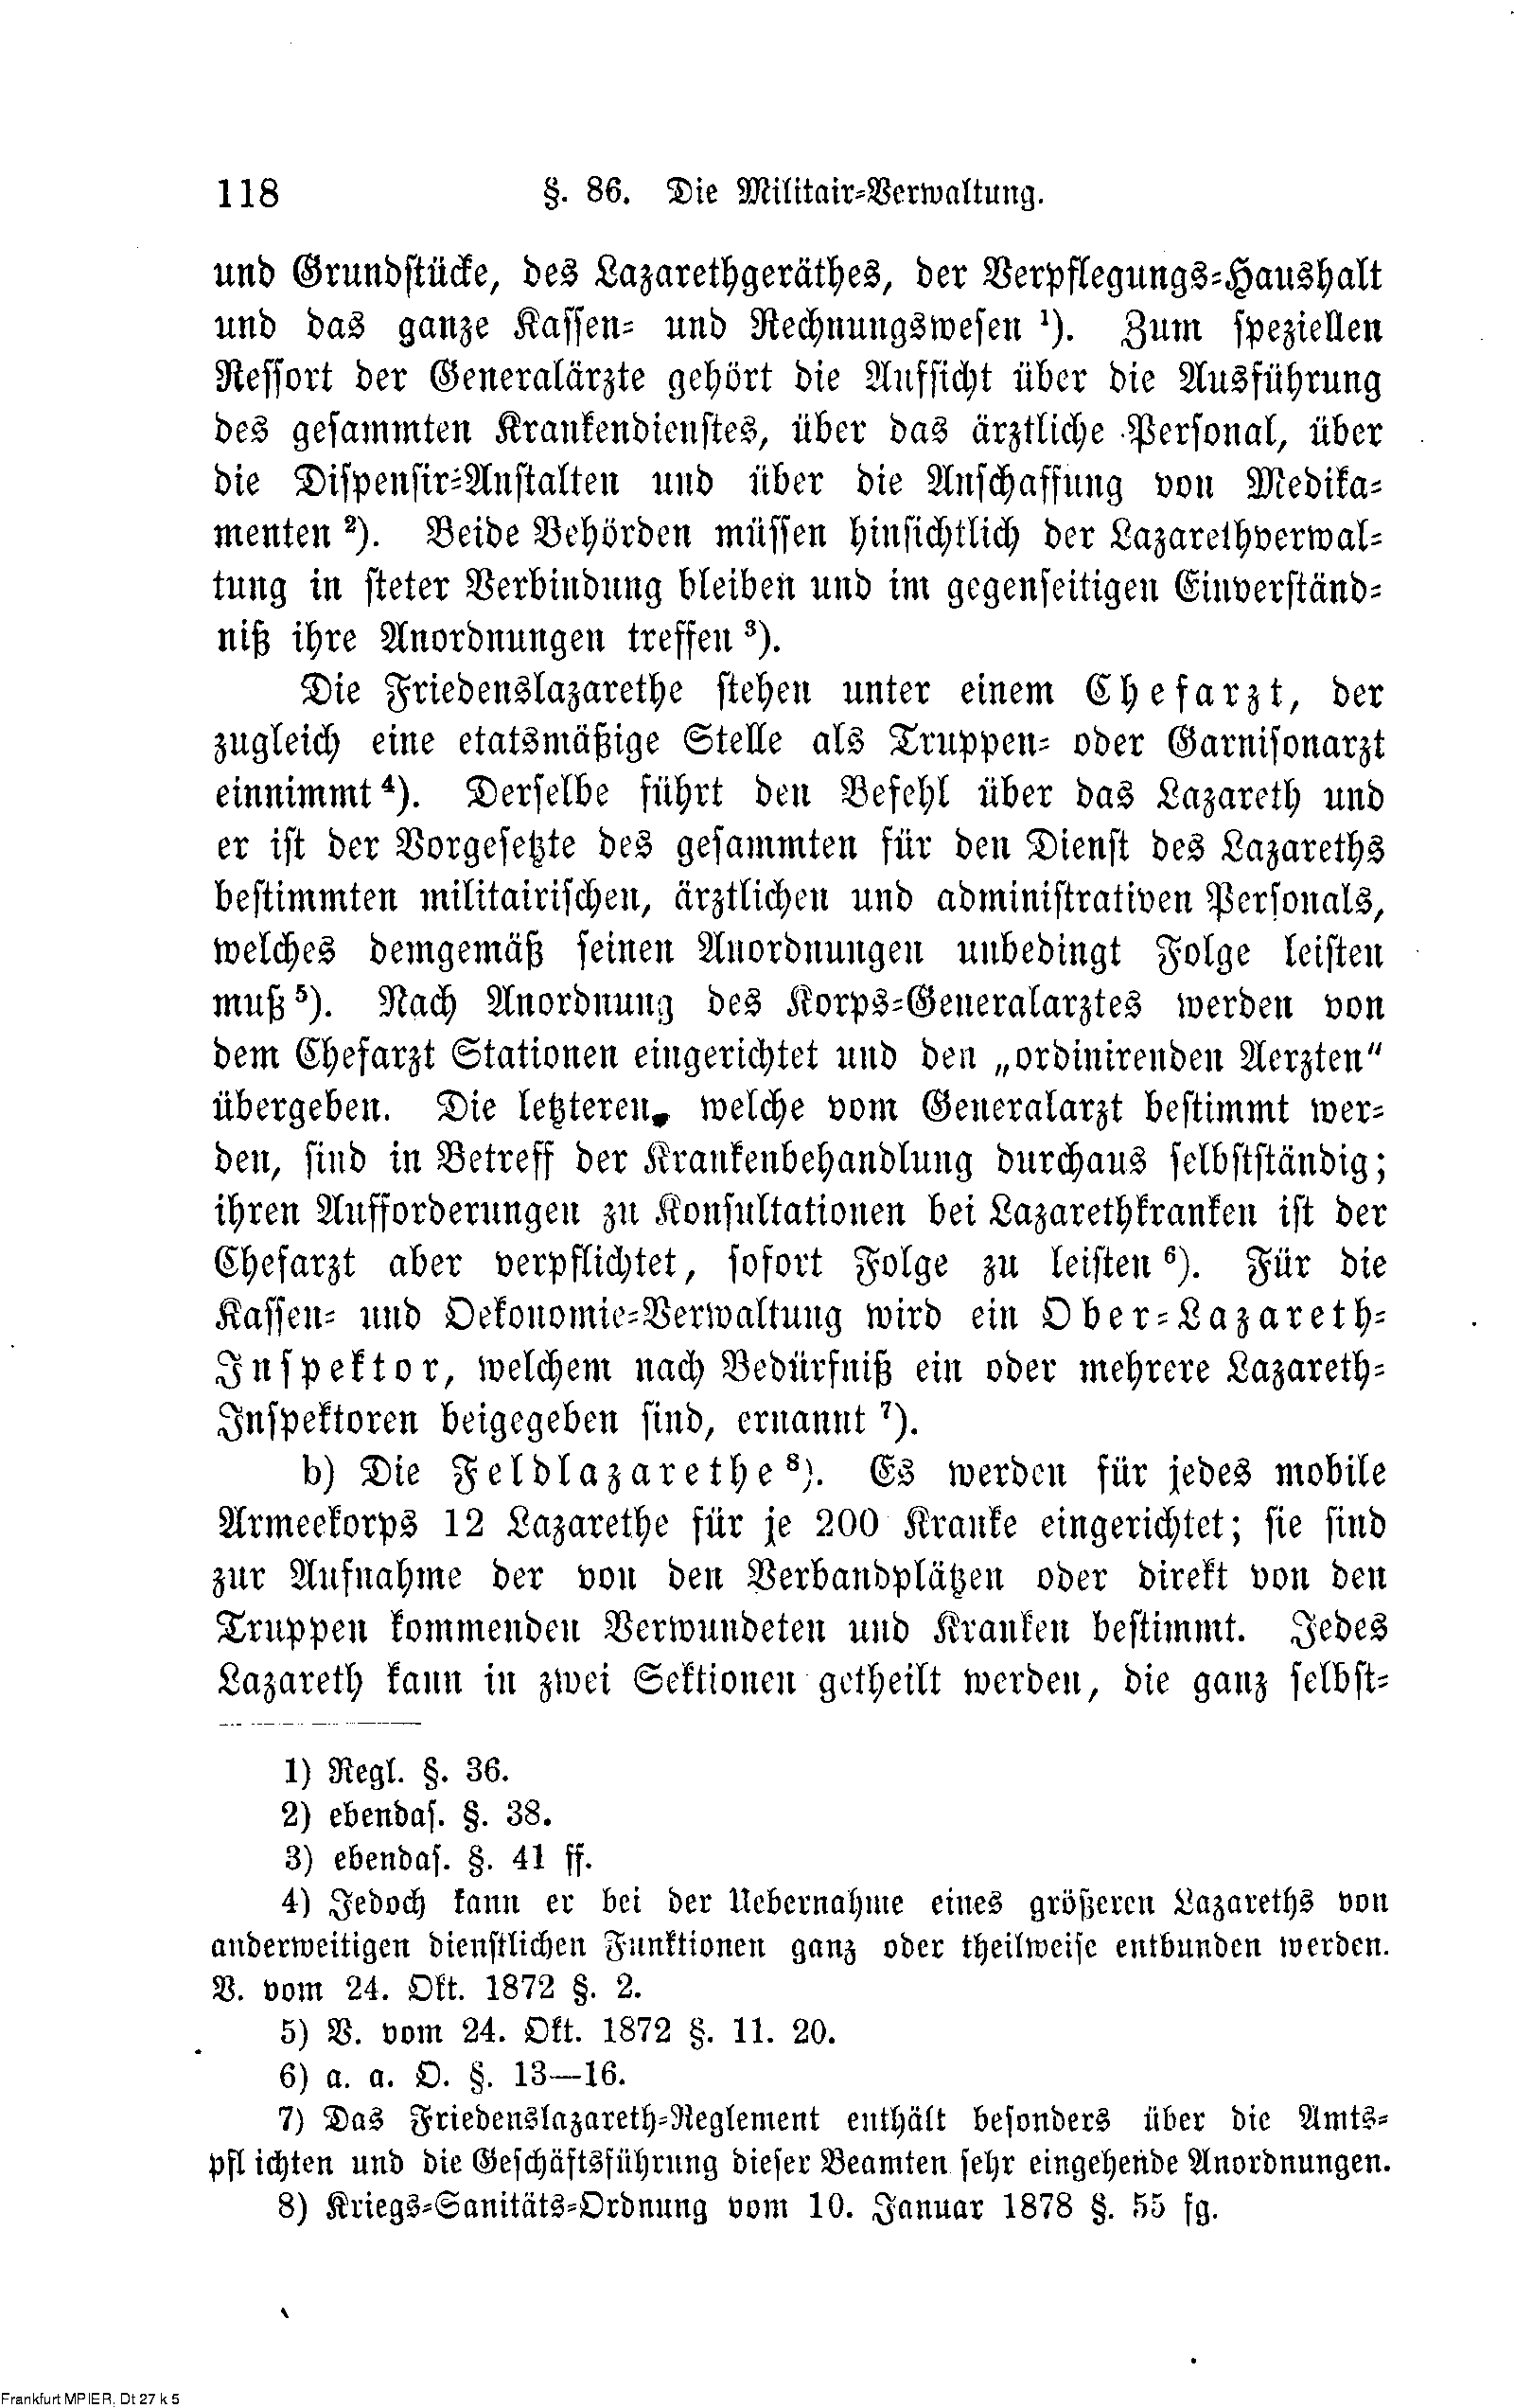 118 §. 86. Die Militair-Verwaltung.
und Grundstücke, des Lazarethgeräthes, der Verpflegungs-Haushalt
und das ganze Kassen- und Rechnungswesen ¹). Zum speziellen
Ressort der Generalärzte gehört die Aufsicht über die Ausführung
des gesammten Krankendienstes, über das ärztliche Personal, über
die Dispensir-Anstalten und über die Anschaffung von Medika-
menten ²). Beide Behörden müssen hinsichtlich der Lazarethverwal-
tung in steter Verbindung bleiben und im gegenseitigen Einverständ-
niß ihre Anordnungen treffen ³).
Die Friedenslazarethe stehen unter einem Chefarzt, der
zugleich eine etatsmäßige Stelle als Truppen- oder Garnisonarzt
einnimmt ⁴). Derselbe führt den Befehl über das Lazareth und
er ist der Vorgesetzte des gesammten für den Dienst des Lazareths
bestimmten militairischen, ärztlichen und administrativen Personals,
welches demgemäß seinen Anordnungen unbedingt Folge leisten
muß ⁵). Nach Anordnung des Korps-Generalarztes werden von
dem Chefarzt Stationen eingerichtet und den „ordinirenden Aerzten"
übergeben. Die letzteren, welche vom Generalarzt bestimmt wer-
den, sind in Betreff der Krankenbehandlung durchaus selbstständig;
ihren Aufforderungen zu Konsultationen bei Lazarethkranken ist der
Chefarzt aber verpflichtet, sofort Folge zu leisten ⁶). Für die
Kassen- und Oekonomie-Verwaltung wird ein Ober-Lazareth-
Inspektor, welchem nach Bedürfniß ein oder mehrere Lazareth-
Inspektoren beigegeben sind, ernannt ⁷).
b) Die Feldlazarethe ⁸). Es werden für jedes mobile
Armeekorps 12 Lazarethe für je 200 Kranke eingerichtet; sie sind
zur Aufnahme der von den Verbandplätzen oder direkt von den
Truppen kommenden Verwundeten und Kranken bestimmt. Jedes
Lazareth kann in zwei Sektionen getheilt werden, die ganz selbst-
1) Regl. §. 36.
2) ebendas. §. 38.
3) ebendas. §. 41 ff.
4) Jedoch kann er bei der Uebernahme eines größeren Lazareths von
anderweitigen dienstlichen Funktionen ganz oder theilweise entbunden werden.
V. vom 24. Okt. 1872 §. 2.
5) V. vom 24. Okt. 1872 §. 11. 20.
6) a. a. O. §. 13—16.
7) Das Friedenslazareth-Reglement enthält besonders über die Amts-
pflichten und die Geschäftsführung dieser Beamten sehr eingehende Anordnungen.
8) Kriegs-Sanitäts-Ordnung vom 10. Januar 1878 §. 55 fg.
Frankfurt MPIER, Dt 27 k 5